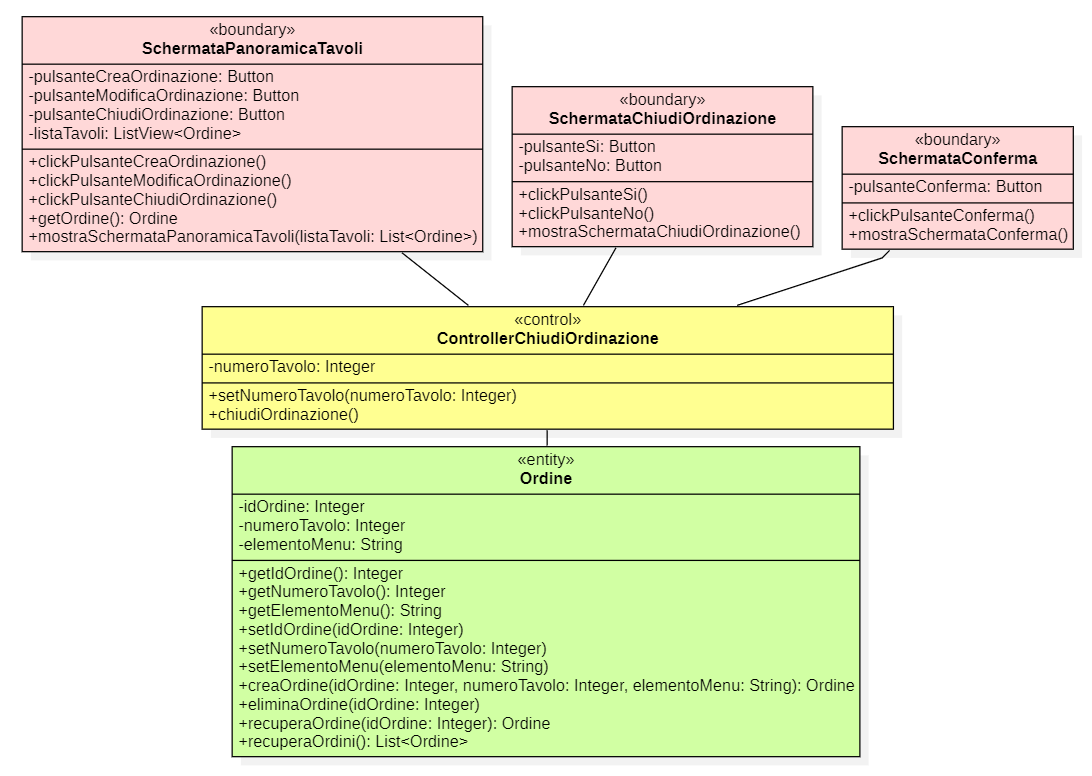 «boundary»
SchermataPanoramicaTavoli
-pulsanteCreaOrdinazione: Button
-pulsanteModificaOrdinazione: Button
-pulsanteChiudiOrdinazione: Button
-listaTavoli: ListView<Ordine>
+clickPulsanteCreaOrdinazione()
+clickPulsanteModificaOrdinazione()
+clickPulsanteChiudiOrdinazione()
+getOrdine(): Ordine
+mostraSchermataPanoramicaTavoli(listaTavoli: List<Ordine>)
«boundary»
SchermataChiudiOrdinazione
-pulsanteSi: Button
-pulsanteNo: Button
+clickPulsanteSi()
+clickPulsanteNo()
+mostraSchermataChiudiOrdinazione()
«boundary»
SchermataConferma
-pulsanteConferma: Button
+clickPulsanteConferma()
+mostraSchermataConferma()
«control»
ControllerChiudiOrdinazione
-numeroTavolo: Integer
+setNumeroTavolo(numeroTavolo: Integer)
+chiudiOrdinazione()
«entity»
Ordine
-idOrdine: Integer
-numeroTavolo: Integer
-elementoMenu: String
+getIdOrdine(): Integer
+getNumeroTavolo(): Integer
+getElementoMenu(): String
+setIdOrdine(idOrdine: Integer)
+setNumeroTavolo(numeroTavolo: Integer)
+setElementoMenu(elementoMenu: String)
+creaOrdine(idOrdine: Integer, numeroTavolo: Integer, elementoMenu: String): Ordine
+eliminaOrdine(idOrdine: Integer)
+recuperaOrdine(idOrdine: Integer): Ordine
+recuperaOrdini(): List<Ordine>